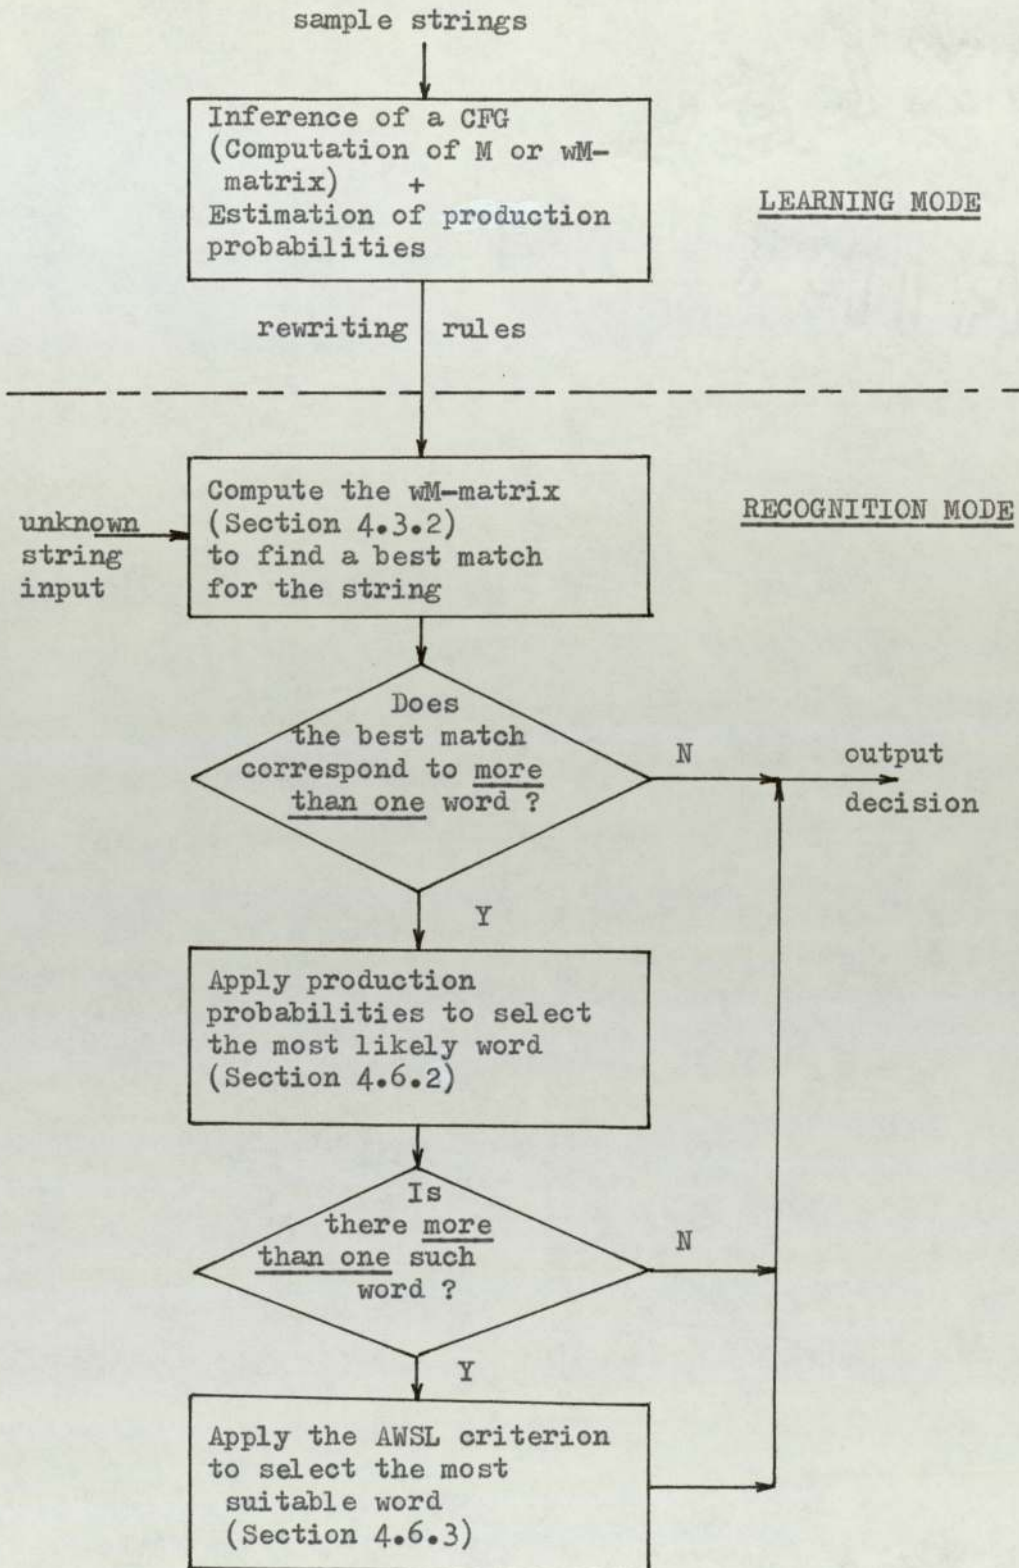 sample strings
Inference of a CFG
(Computation of M or wM-
matrix) +
Estimation of production
probabilities
LEARNING MODE
rewriting rules
Compute the wM-matrix
(Section 4.3.2)
to find a best match
for the string
RECOGNITION MODE
unknown
string
input
Does
the best match
correspond to more
than one word ?
N
output
decision
Y
Apply production
probabilities to select
the most likely word
(Section 4.6.2)
Is
there more
than one such
word ?
N
Y
Apply the AWSL criterion
to select the most
suitable word
(Section 4.6.3)